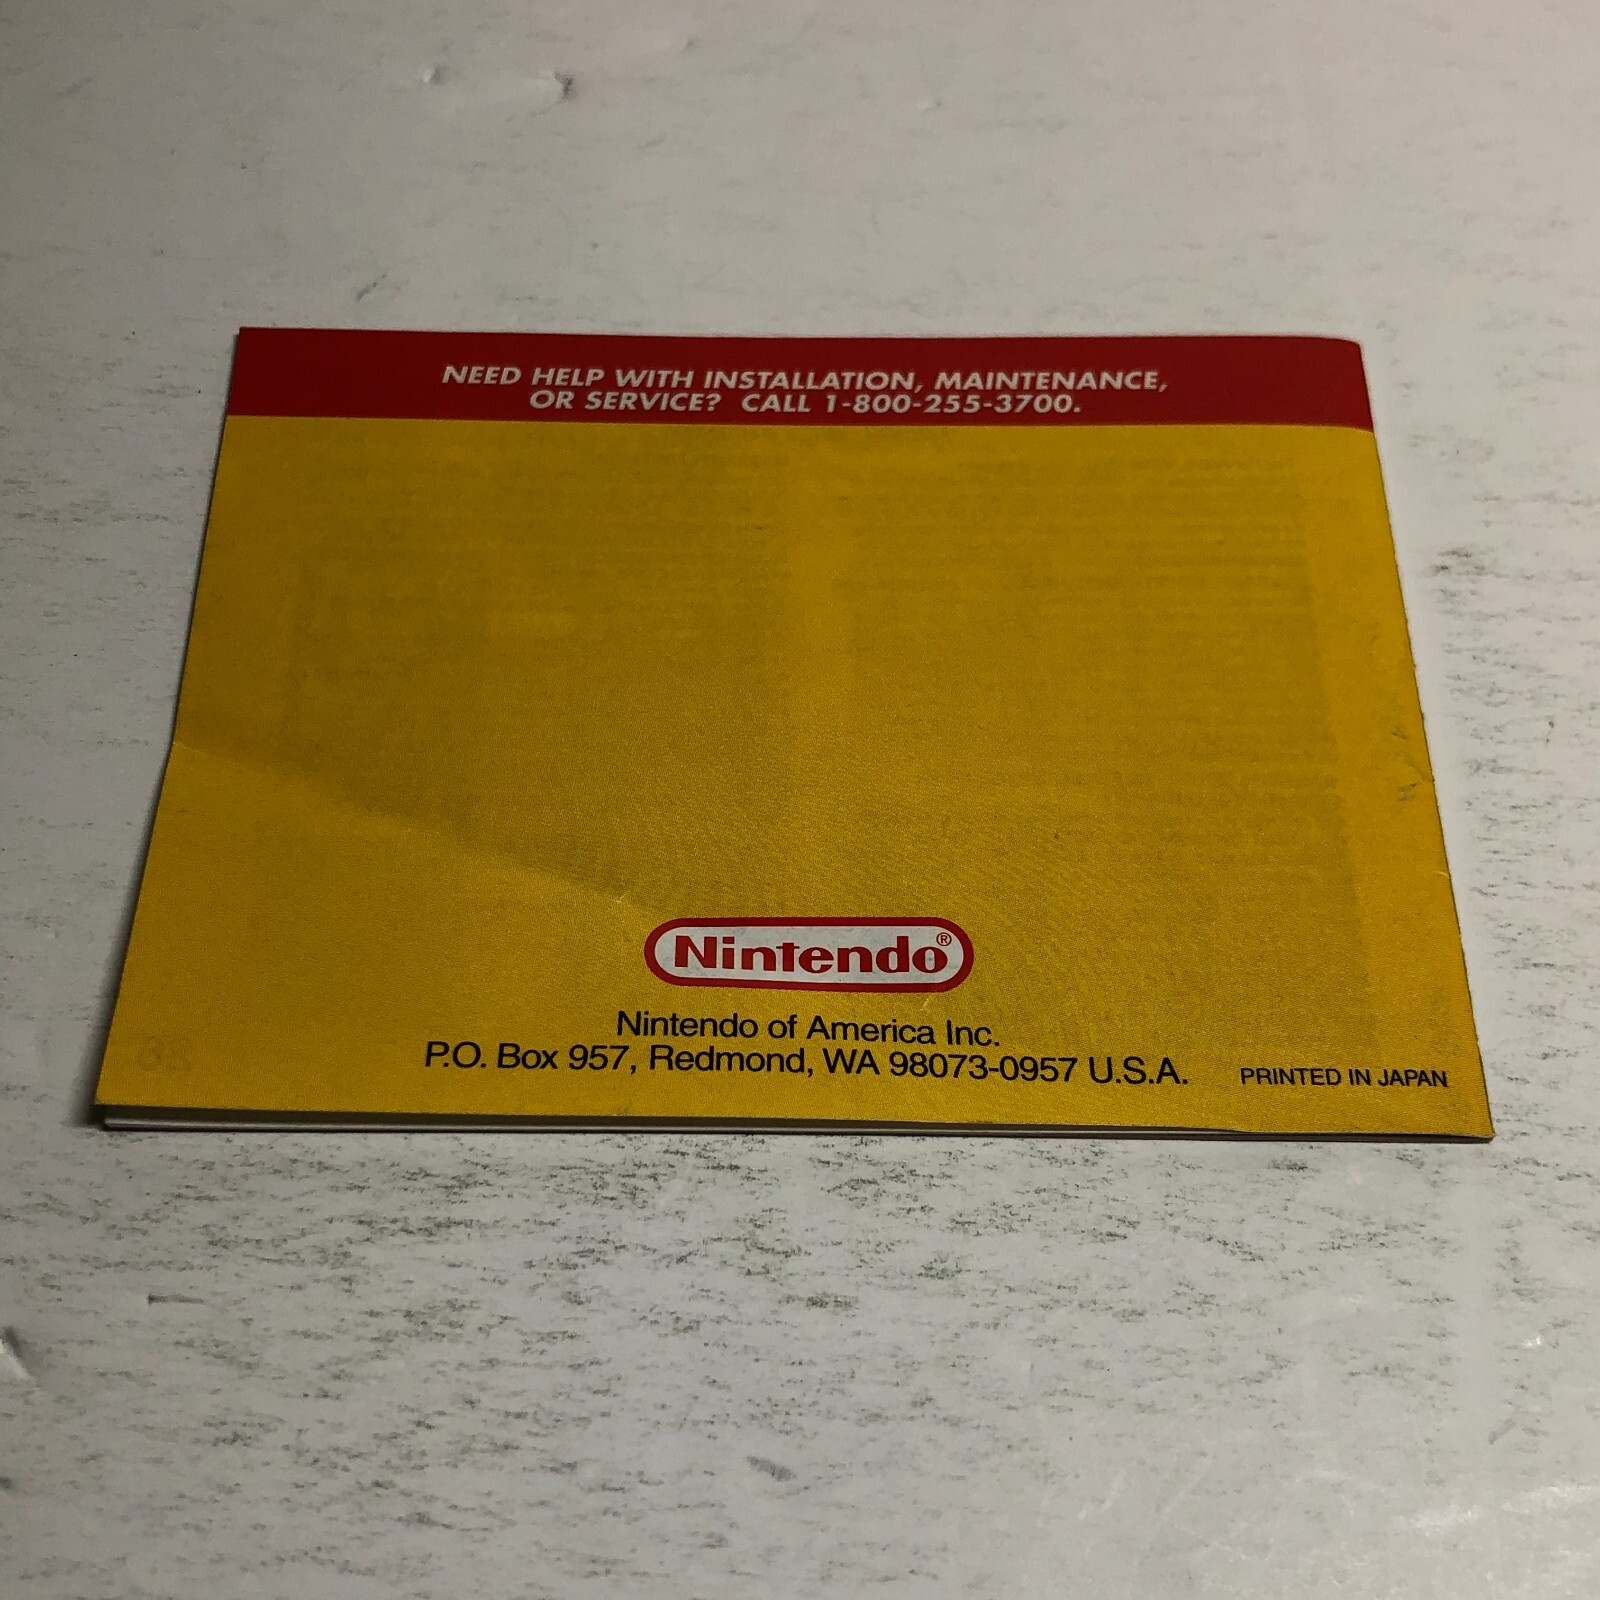 NEED HELP WITH INSTALLATION, MAINTENANCE,
OR SERVICE? CALL 1-800-255-3700.
Nintendo®
Nintendo of America Inc.
P.O. Box 957, Redmond, WA 98073-0957 U.S.A.
PRINTED IN JAPAN